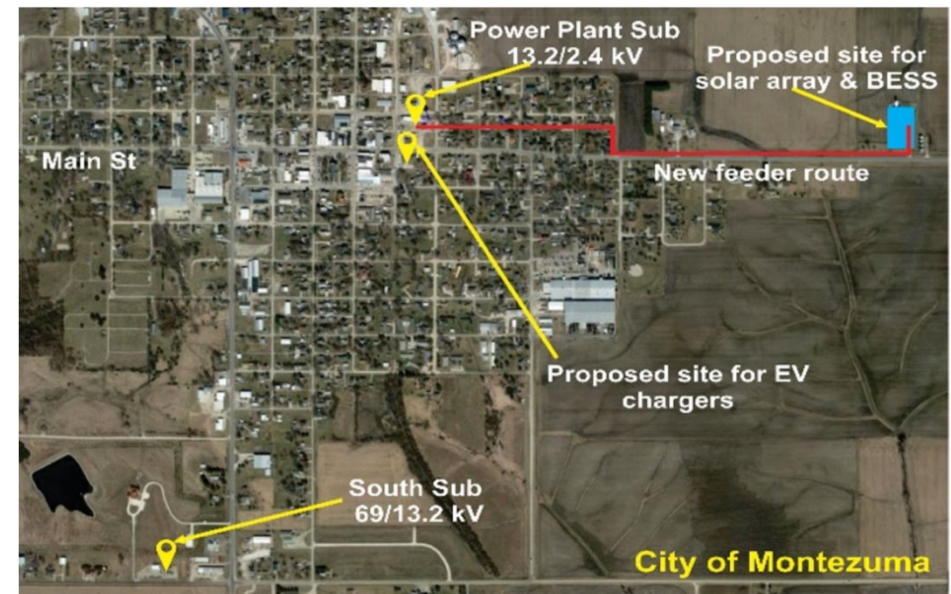 Power Plant Sub
13.2/2.4 kV
Proposed site for
solar array & BESS
Main St
New feeder route
Proposed site for EV
chargers
South Sub
69/13.2 kV
City of Montezuma